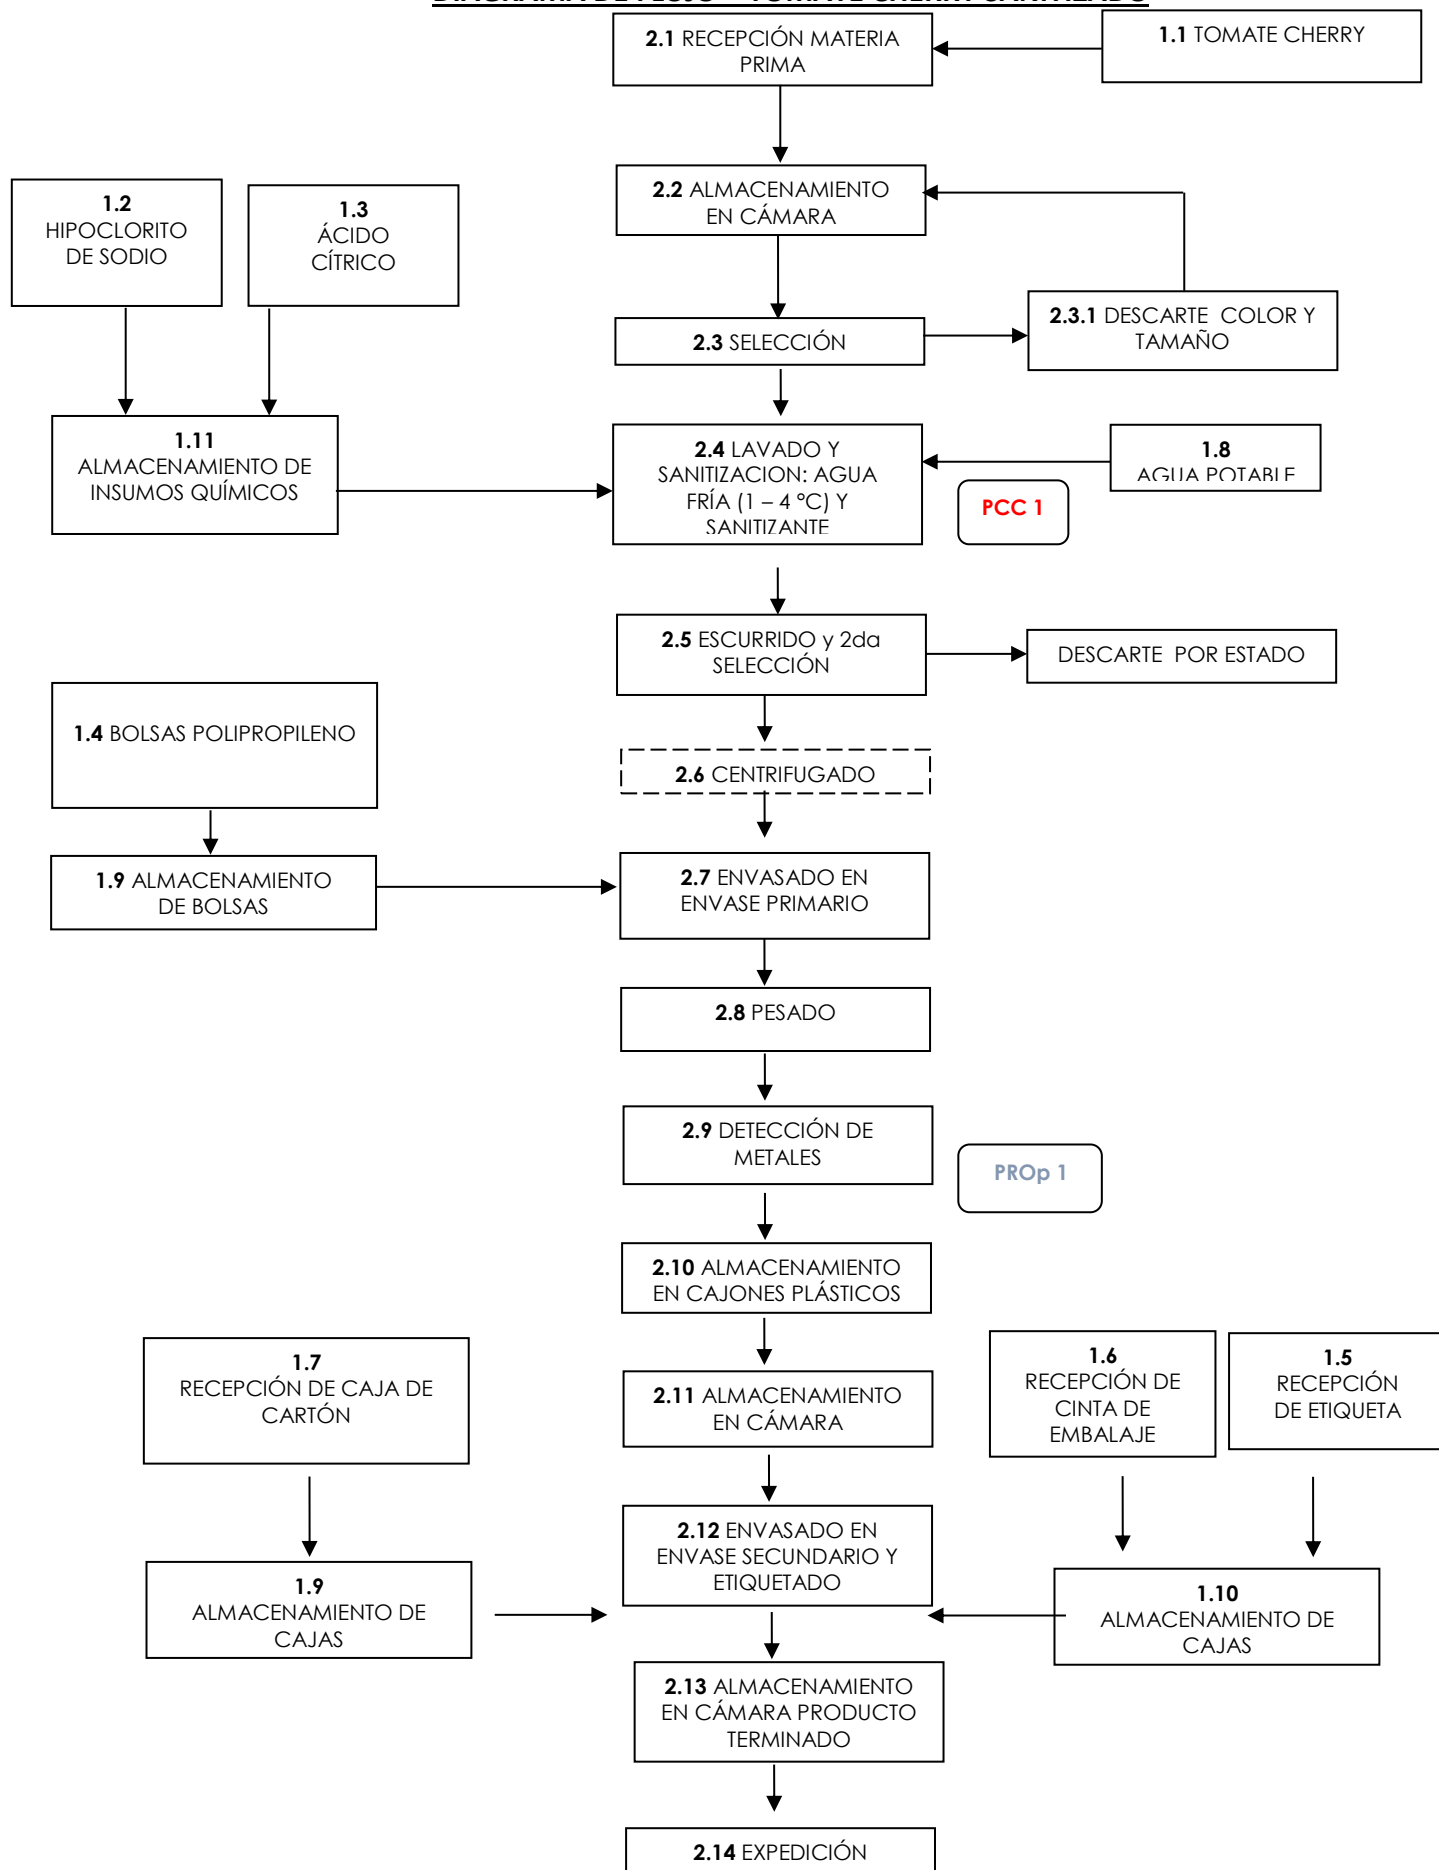 DIAGRAMA DE FLUJO – TOMATE CHERRY SANITIZADO
2.1 RECEPCIÓN MATERIA
PRIMA
1.1 TOMATE CHERRY
2.2 ALMACENAMIENTO
EN CÁMARA
1.2
HIPOCLORITO
DE SODIO
1.3
ÁCIDO
CÍTRICO
2.3 SELECCIÓN
2.3.1 DESCARTE COLOR Y
TAMAÑO
1.11
ALMACENAMIENTO DE
INSUMOS QUÍMICOS
2.4 LAVADO Y
SANITIZACION: AGUA
FRÍA (1 – 4 °C) Y
SANITIZANTE
1.8
AGUA POTABLE
PCC 1
2.5 ESCURRIDO y 2da
SELECCIÓN
DESCARTE POR ESTADO
1.4 BOLSAS POLIPROPILENO
2.6 CENTRIFUGADO
1.9 ALMACENAMIENTO
DE BOLSAS
2.7 ENVASADO EN
ENVASE PRIMARIO
2.8 PESADO
2.9 DETECCIÓN DE
METALES
PROp 1
2.10 ALMACENAMIENTO
EN CAJONES PLÁSTICOS
1.7
RECEPCIÓN DE CAJA DE
CARTÓN
2.11 ALMACENAMIENTO
EN CÁMARA
1.6
RECEPCIÓN DE
CINTA DE
EMBALAJE
1.5
RECEPCIÓN
DE ETIQUETA
2.12 ENVASADO EN
ENVASE SECUNDARIO Y
ETIQUETADO
1.9
ALMACENAMIENTO DE
CAJAS
1.10
ALMACENAMIENTO DE
CAJAS
2.13 ALMACENAMIENTO
EN CÁMARA PRODUCTO
TERMINADO
2.14 EXPEDICIÓN